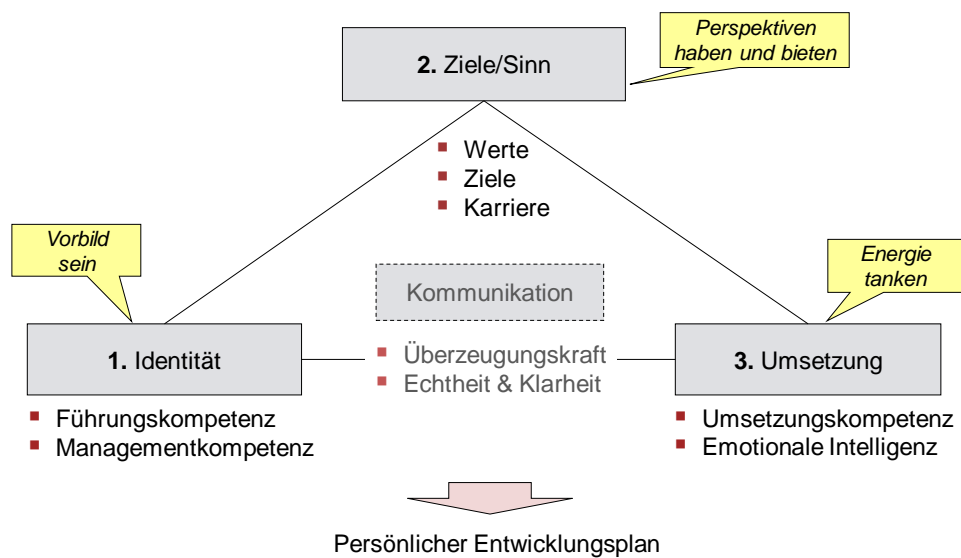 Perspektiven
haben und bieten
2. Ziele/Sinn
Werte
Ziele
Karriere
Vorbild
sein
Energie
tanken
Kommunikation
1. Identität
Überzeugungskraft
Echtheit & Klarheit
3. Umsetzung
Führungskompetenz
Managementkompetenz
Umsetzungskompetenz
Emotionale Intelligenz
Persönlicher Entwicklungsplan